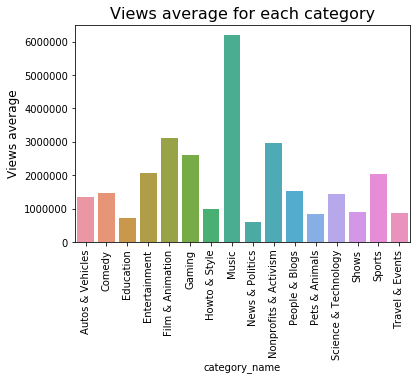 Views average for each category
Views average
6000000
5000000
4000000
3000000
2000000
1000000
0
Autos & Vehicles
Comedy
Education
Entertainment
Film & Animation
Gaming
Howto & Style
Music
News & Politics
Nonprofits & Activism
People & Blogs
Pets & Animals
Science & Technology
Shows
Sports
Travel & Events
category_name